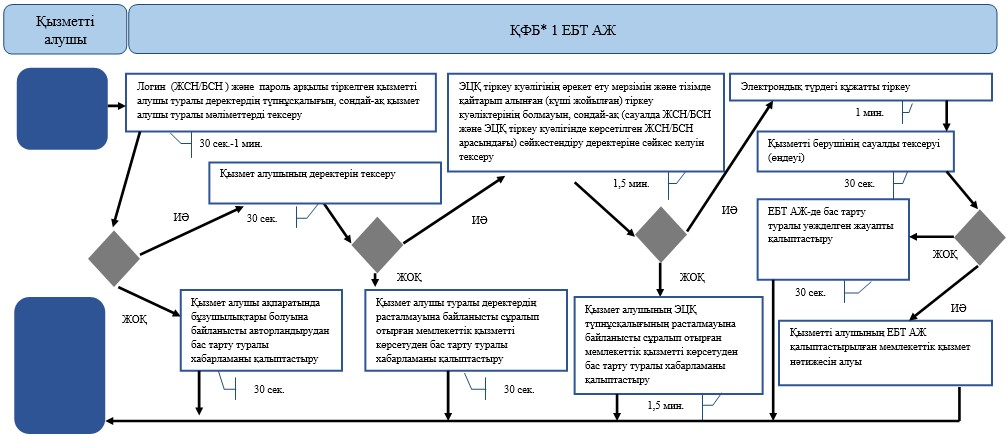 Қызметті
алушы
ҚФБ* 1 ЕБТ АЖ
Логин (ЖСН/БСН ) және пароль арқылы тіркелген қызметті
алушы туралы деректердің түпнұсқалығын, сондай-ақ қызмет
алушы туралы мәліметтерді тексеру
30 сек.-1 мин.
ЭЦҚ тіркеу куәлігінің әрекет ету мерзімін және тізімде
қайтарып алынған (күші жойылған) тіркеу
куәліктерінің болмауын, сондай-ақ (сауалда ЖСН/БСН
және ЭЦҚ тіркеу куәлігінде көрсетілген ЖСН/БСН
арасындағы) сәйкестендіру деректеріне сәйкес келуін
тексеру
1,5 мин.
Электрондық түрдегі құжатты тіркеу
1 мин.
Қызметті берушінің сауалды тексеруі
(өндеуі)
30 сек.
Қызмет алушының деректерін тексеру
30 сек.
ИӘ
ИӘ
ИӘ
ЕБТ АЖ-де бас тарту
туралы уәжделген жауапты
қалыптастыру
30 сек.
ЖОҚ
ЖОҚ
ЖОҚ
ЖОҚ
ИӘ
Қызмет алушы ақпаратында
бұзушылықтары болуына
байланысты авторландырудан
бас тарту туралы
хабарламаны қалыптастыру
30 сек.
Қызмет алушы туралы деректердін
расталмауына байланысты сұралып
отырған мемлекеттік қызметті
көрсетуден бас тарту туралы
хабарламаны қалыптастыру
30 сек.
Қызмет алушының ЭЦҚ
түпнұсқалығының расталмауына
байланысты сұралып отырған
мемлекеттік қызметті көрсетуден
бас тарту туралы хабарламаны
қалыптастыру
1,5 мин.
Қызметті алушының ЕБТ АЖ
қалыптастырылған мемлекеттік қызмет
нәтижесін алуы